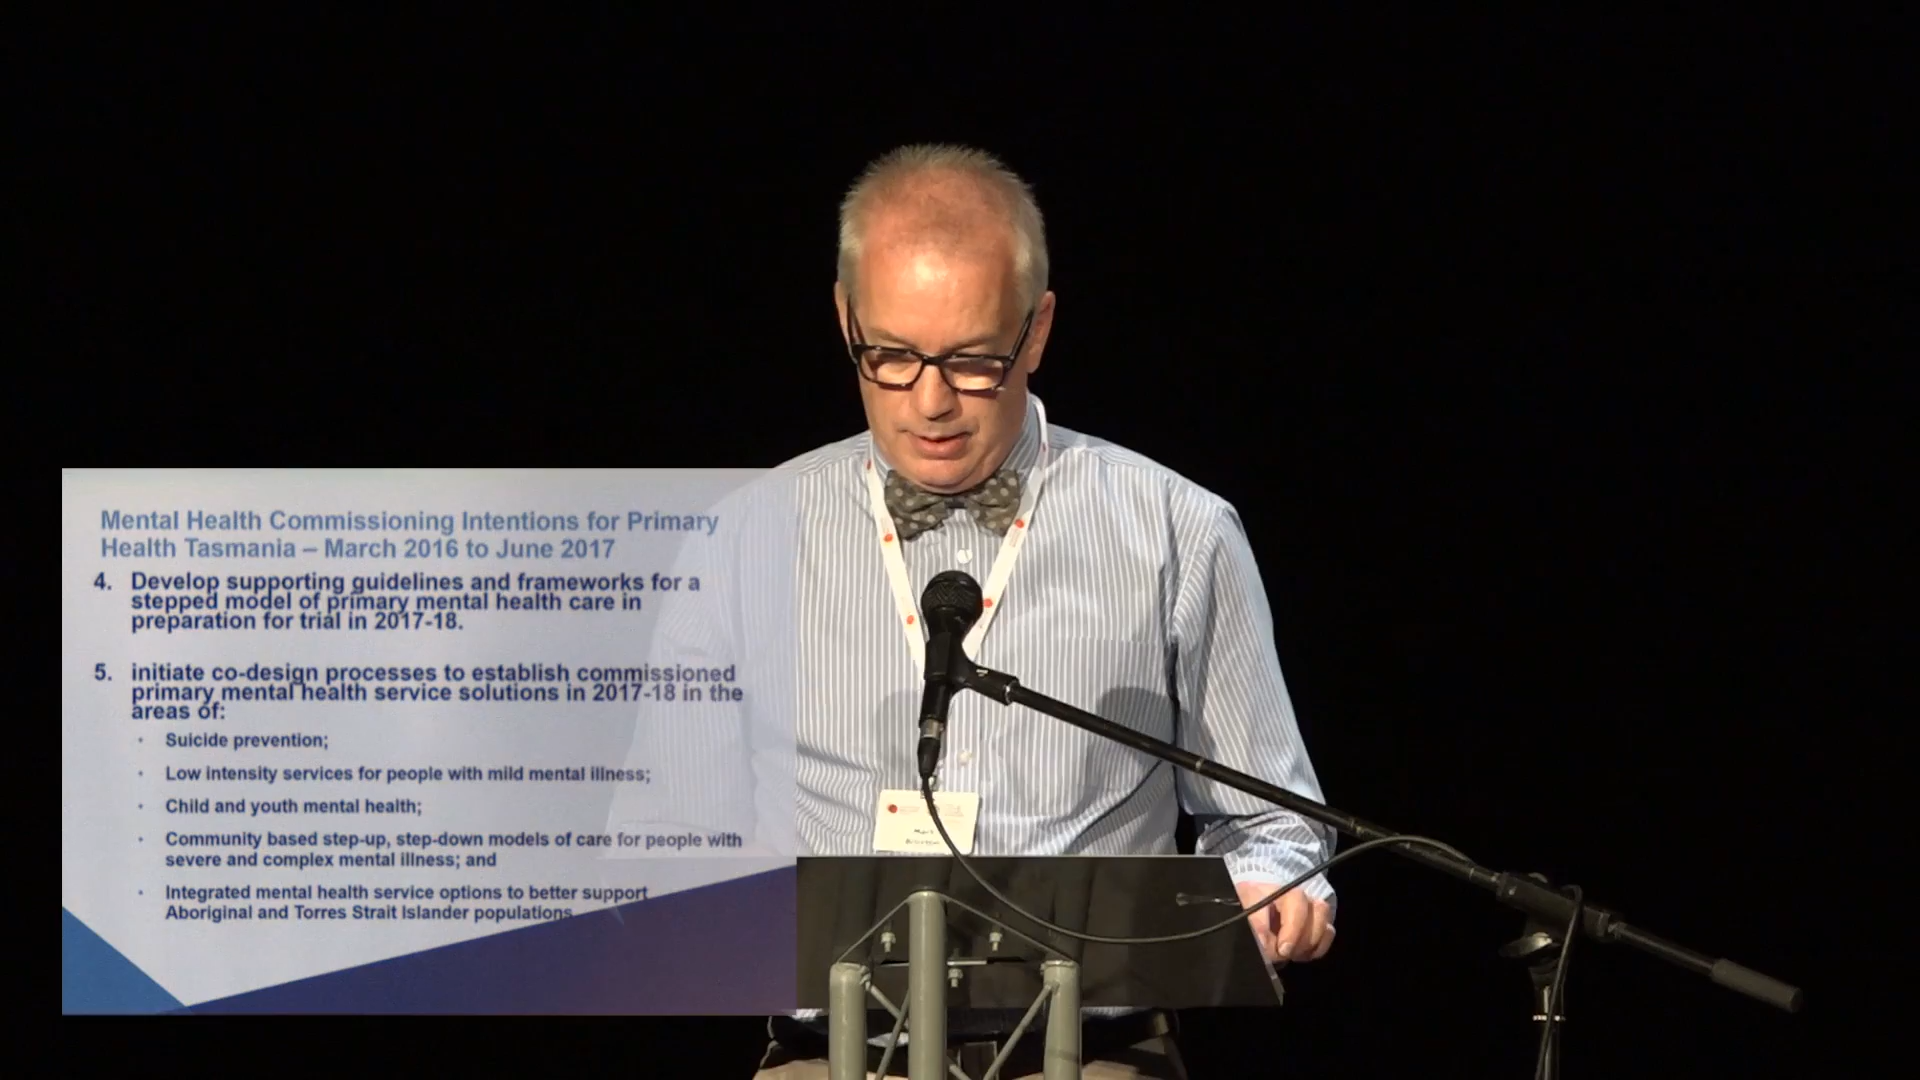 Mental Health Commissioning Intentions for Primary
Health Tasmania – March 2016 to June 2017
4. Develop supporting guidelines and frameworks for a
stepped model of primary mental health care in
preparation for trial in 2017-18.
5. initiate co-design processes to establish commissioned
primary mental health service solutions in 2017-18 in the
areas of:
• Suicide prevention;
• Low intensity services for people with mild mental illness;
• Child and youth mental health;
• Community based step-up, step-down models of care for people with
severe and complex mental illness; and
• Integrated mental health service options to better support
Aboriginal and Torres Strait Islander populations